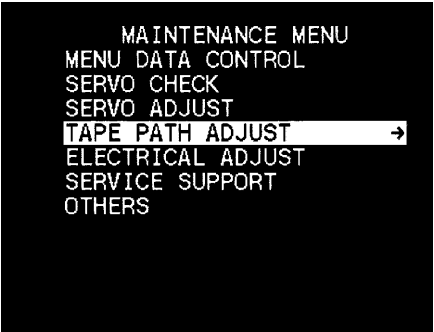 MAINTENANCE MENU
MENU DATA CONTROL
SERVO CHECK
SERVO ADJUST
TAPE PATH ADJUST →
ELECTRICAL ADJUST
SERVICE SUPPORT
OTHERS